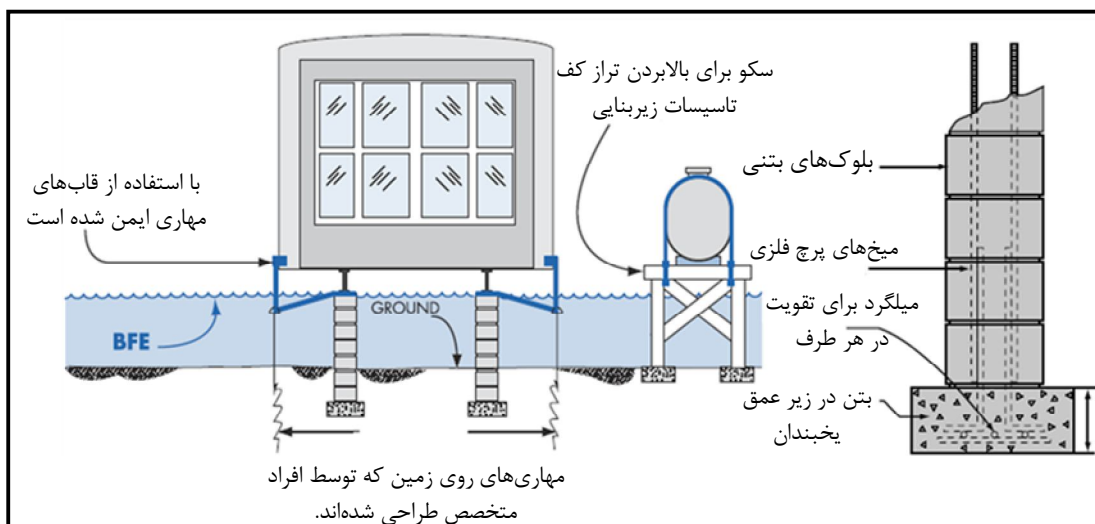 سکو برای بالابردن تراز کف
تاسیسات زیربنایی
با استفاده از قاب‌های
مهاری ایمن شده است
BFE
GROUND
مهاری‌های روی زمین که توسط افراد
متخصص طراحی شده‌اند.
بلوک‌های بتنی
میخ‌های پرچ فلزی
میلگرد برای تقویت
در هر طرف
بتن در زیر عمق
یخبندان